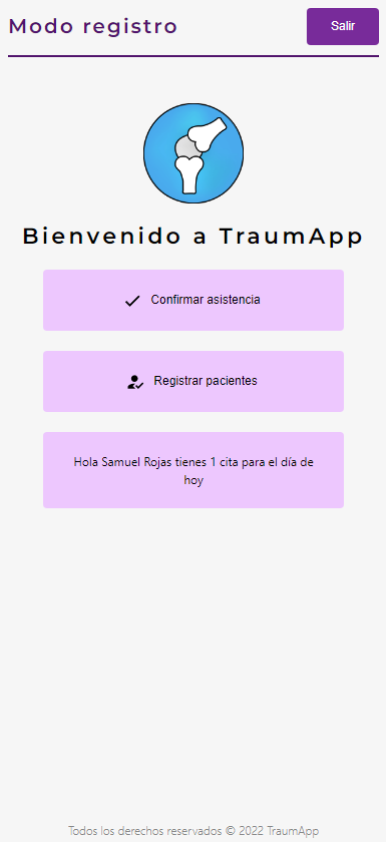 Modo registro
Salir
Bienvenido a TraumApp
Confirmar asistencia
Registrar pacientes
Hola Samuel Rojas tienes 1 cita para el día de
hoy
Todos los derechos reservados © 2022 TraumApp